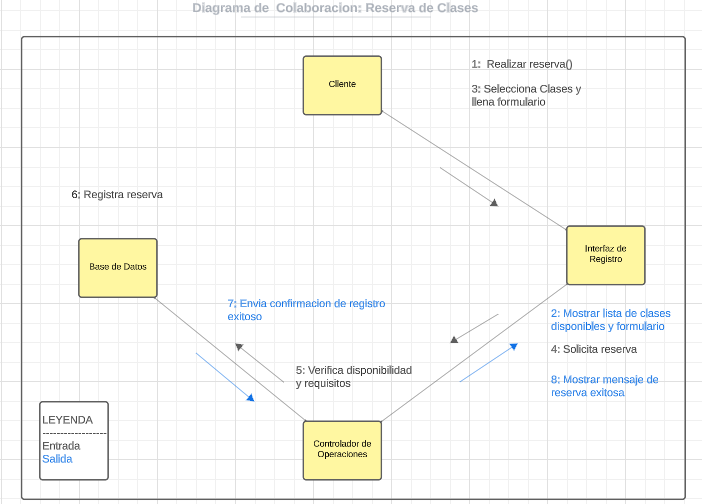 Diagrama de Colaboracion: Reserva de Clases
Cliente
1: Realizar reserva()
3: Selecciona Clases y
llena formulario
6: Registra reserva
Base de Datos
Interfaz de
Registro
7: Envia confirmacion de registro
exitoso
2: Mostrar lista de clases
disponibles y formulario
4: Solicita reserva
8: Mostrar mensaje de
reserva exitosa
5: Verifica disponibilidad
y requisitos
Controlador de
Operaciones
LEYENDA
-------------------
Entrada
Salida